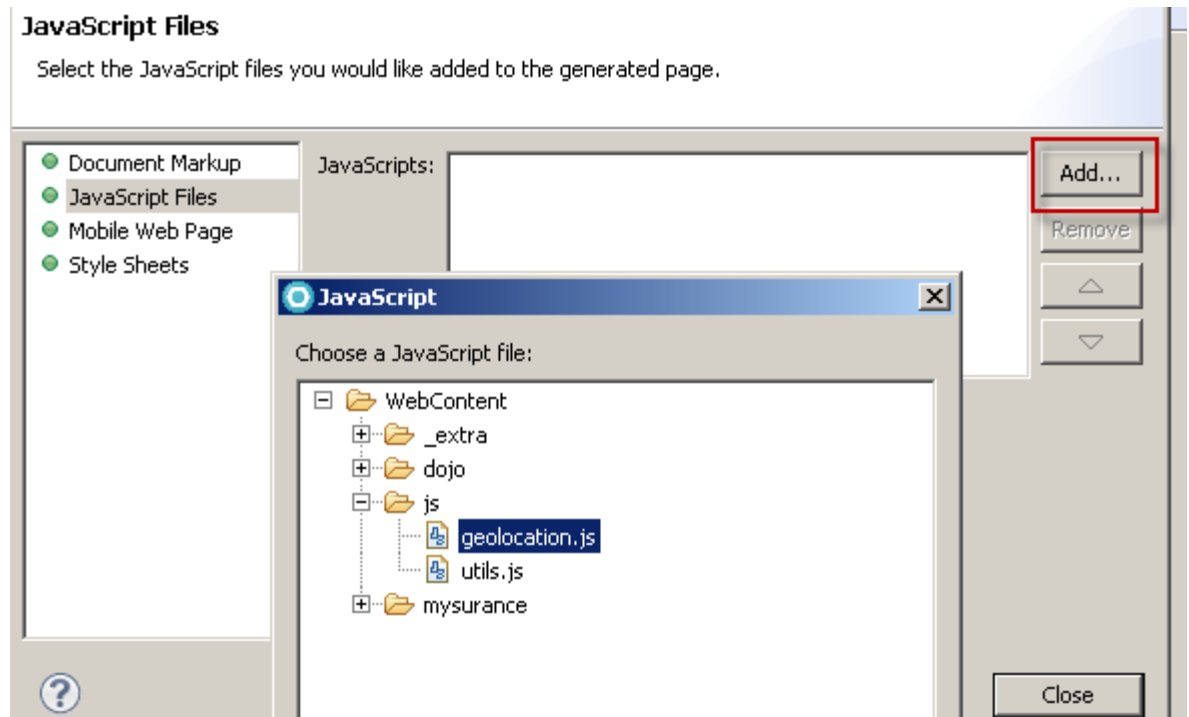 JavaScript Files
Select the JavaScript files you would like added to the generated page.
Document Markup
JavaScript Files
Mobile Web Page
Style Sheets
JavaScripts:
Add...
Remove
JavaScript
Choose a JavaScript file:
WebContent
_extra
dojo
js
geolocation.js
utils.js
mysurance
Close